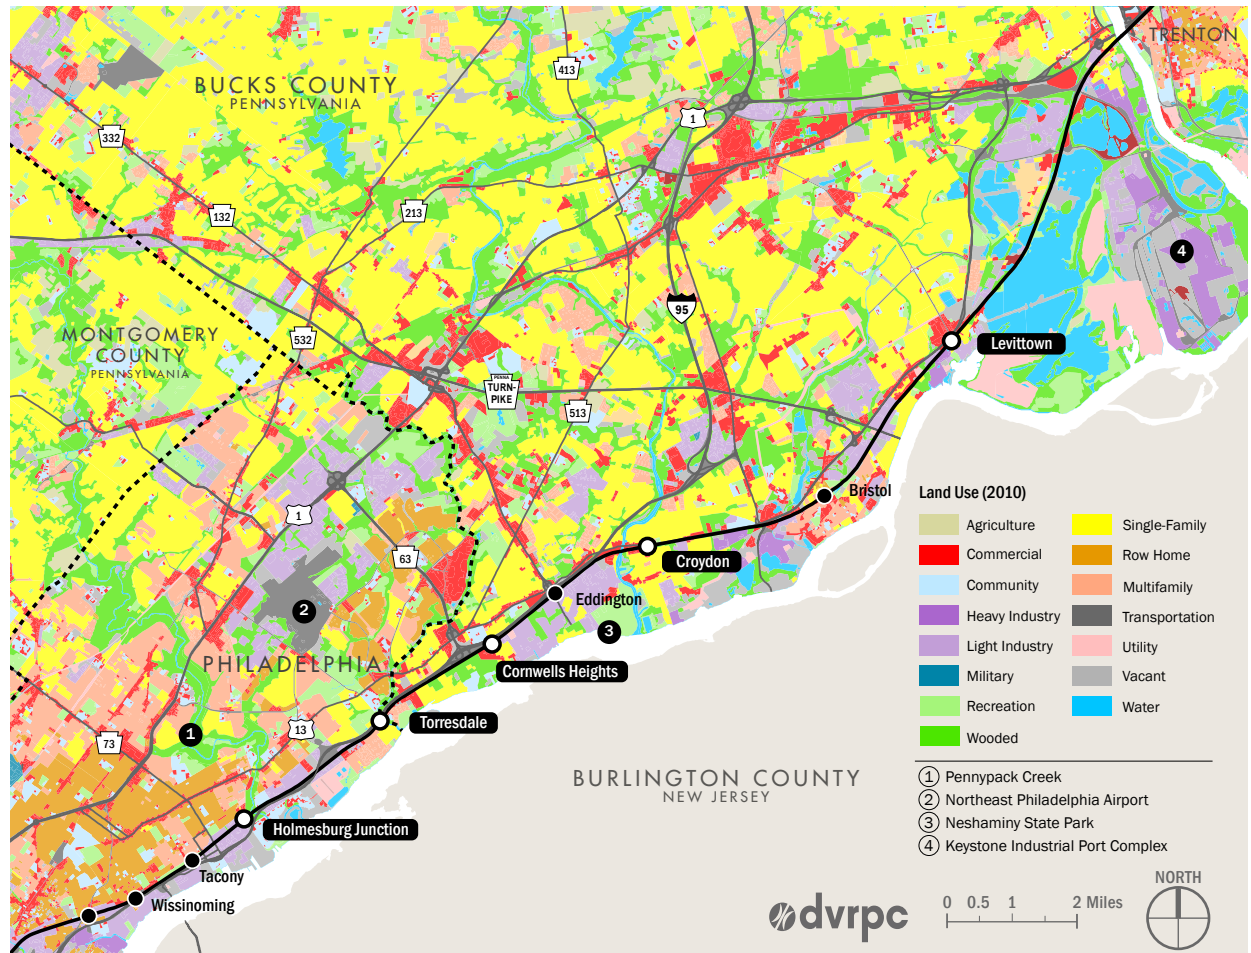 TRENTON
BUCKS COUNTY
PENNSYLVANIA
413
1
332
132
213
4
95
MONTGOMERY
COUNTY
PENNSYLVANIA
532
Levittown
PENNA
TURN-
PIKE
513
Bristol
1
63
Croydon
Eddington
2
3
PHILADELPHIA
Cornwells Heights
Torresdale
1
13
73
Holmesburg Junction
Tacony
Wissinoming
BURLINGTON COUNTY
NEW JERSEY
Land Use (2010)
Agriculture
Commercial
Community
Heavy Industry
Light Industry
Military
Recreation
Wooded
Single-Family
Row Home
Multifamily
Transportation
Utility
Vacant
Water
1 Pennypack Creek
2 Northeast Philadelphia Airport
3 Neshaminy State Park
4 Keystone Industrial Port Complex
dvrpc
0 0.5 1 2 Miles
NORTH